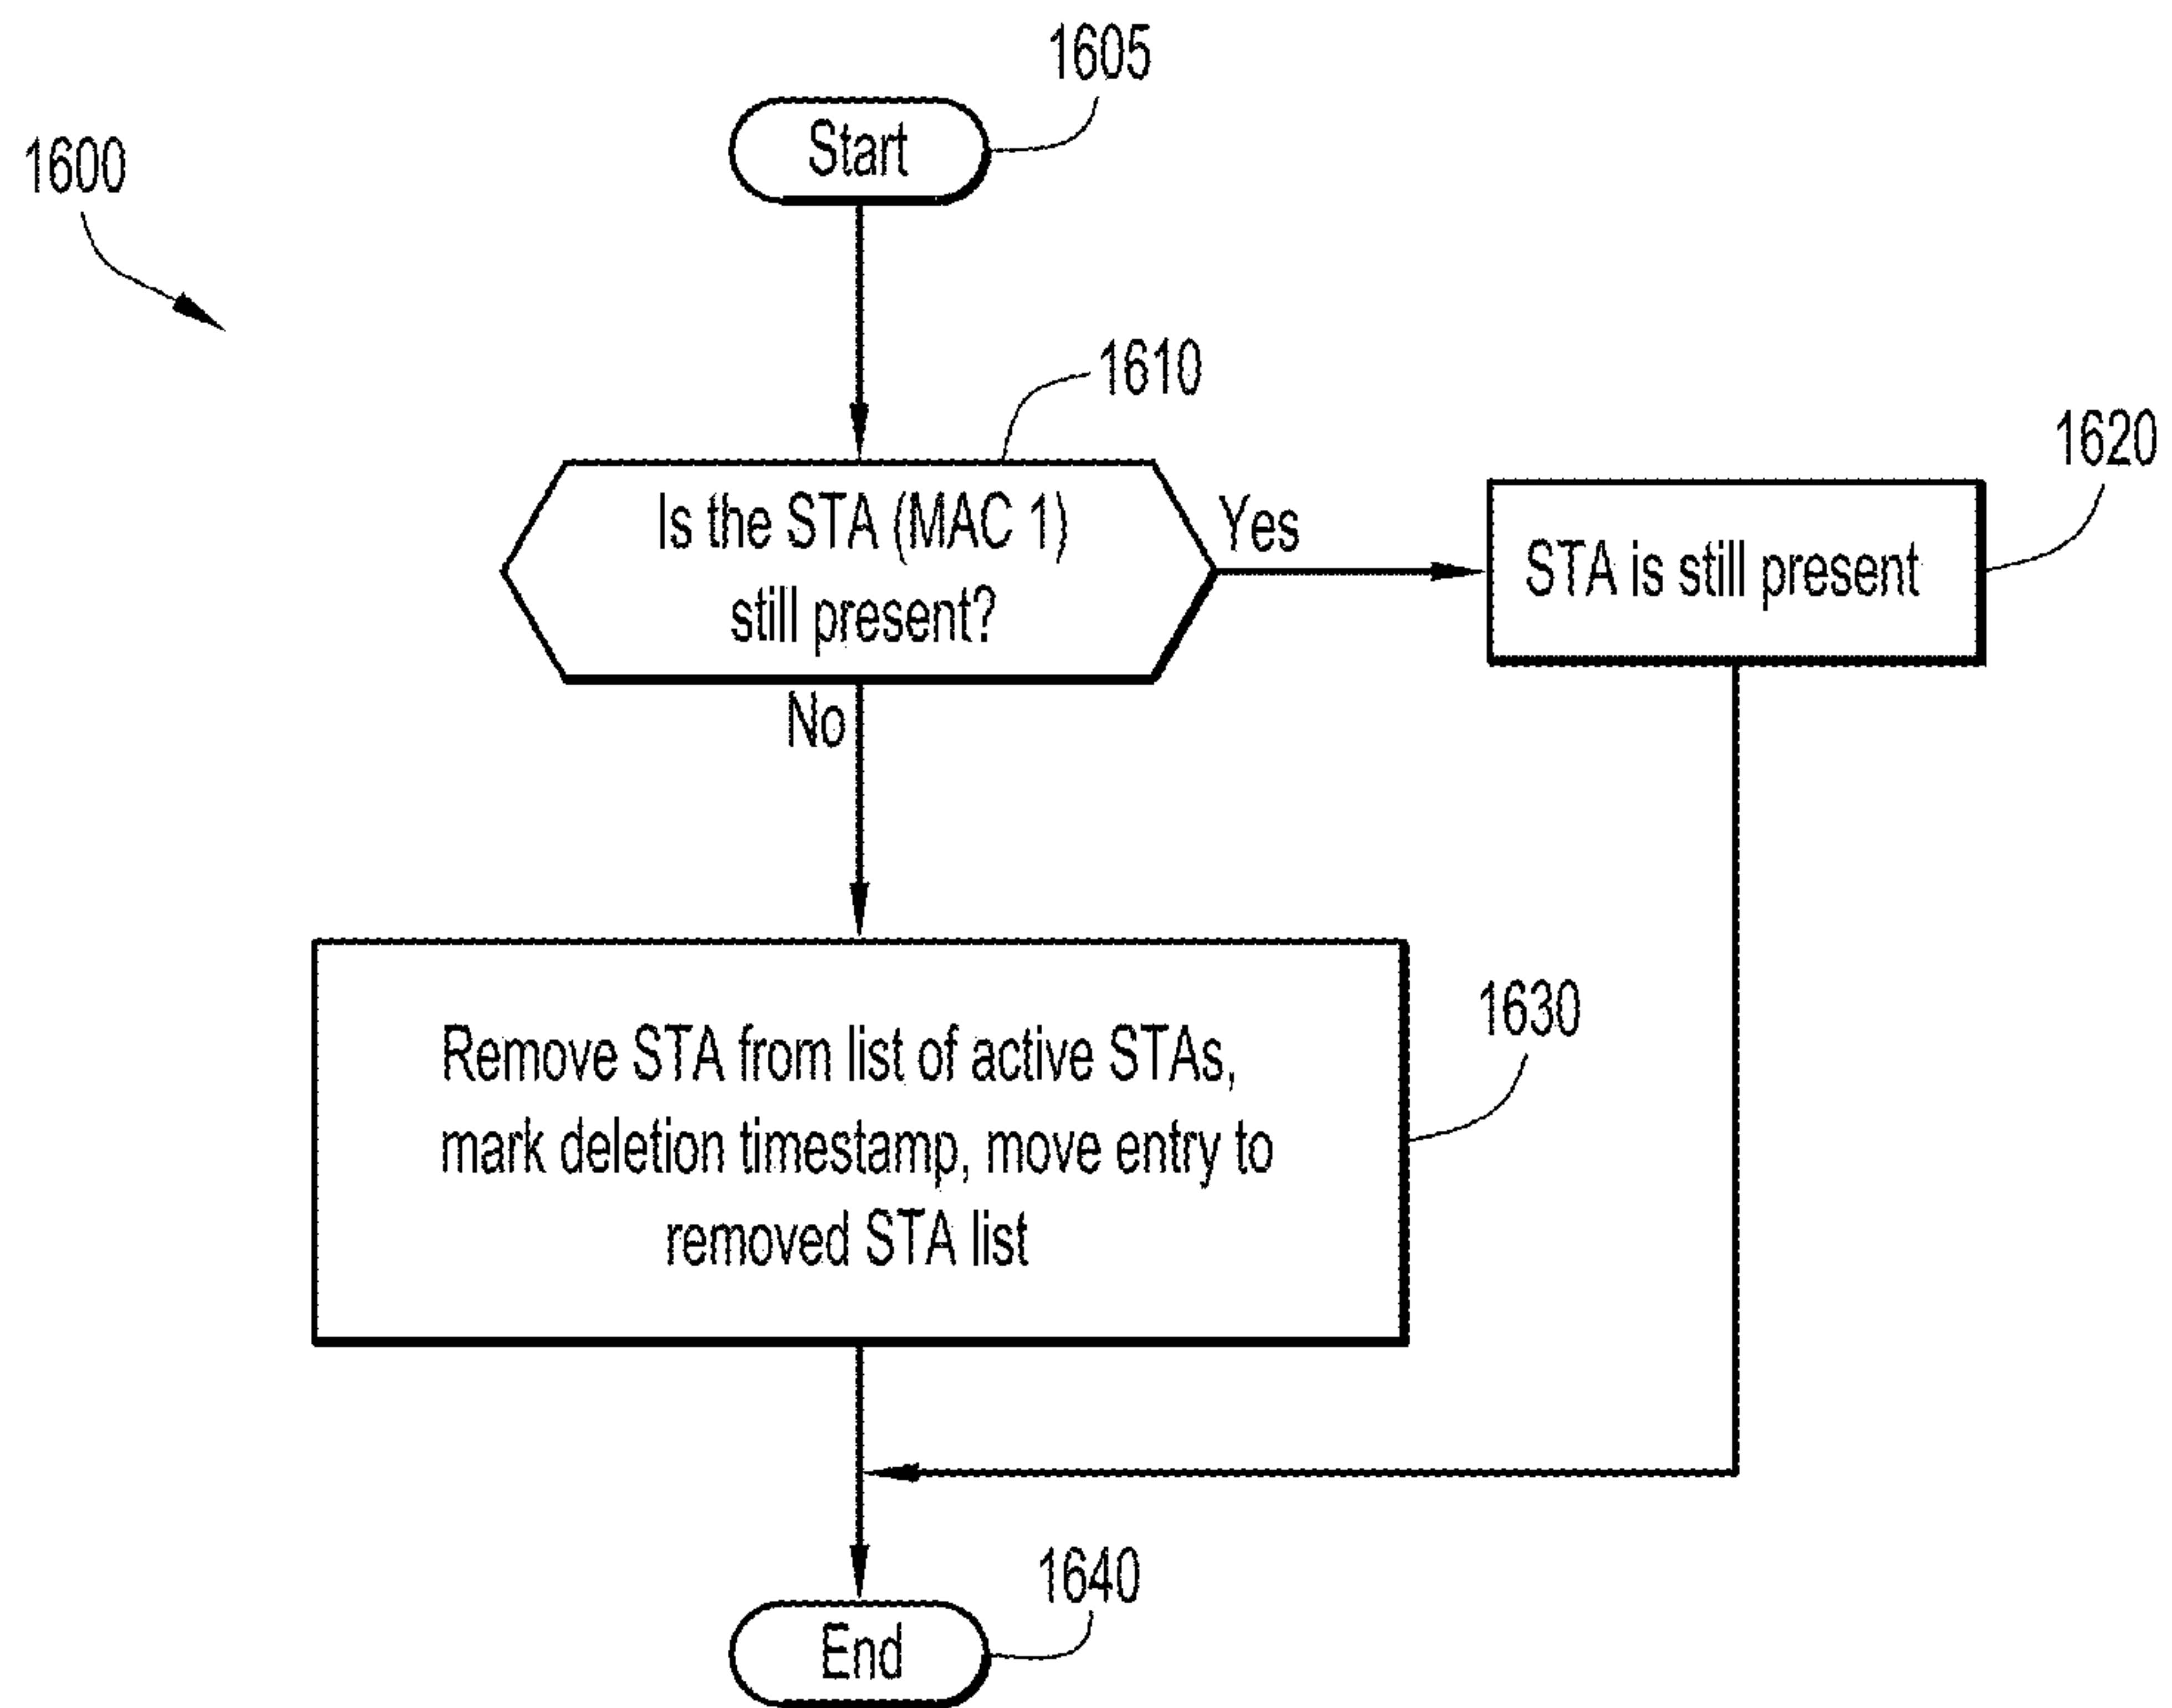 1605
Start
1600
1610
Is the STA (MAC 1)
still present?
Yes
1620
STA is still present
No
1630
Remove STA from list of active STAs,
mark deletion timestamp, move entry to
removed STA list
1640
End